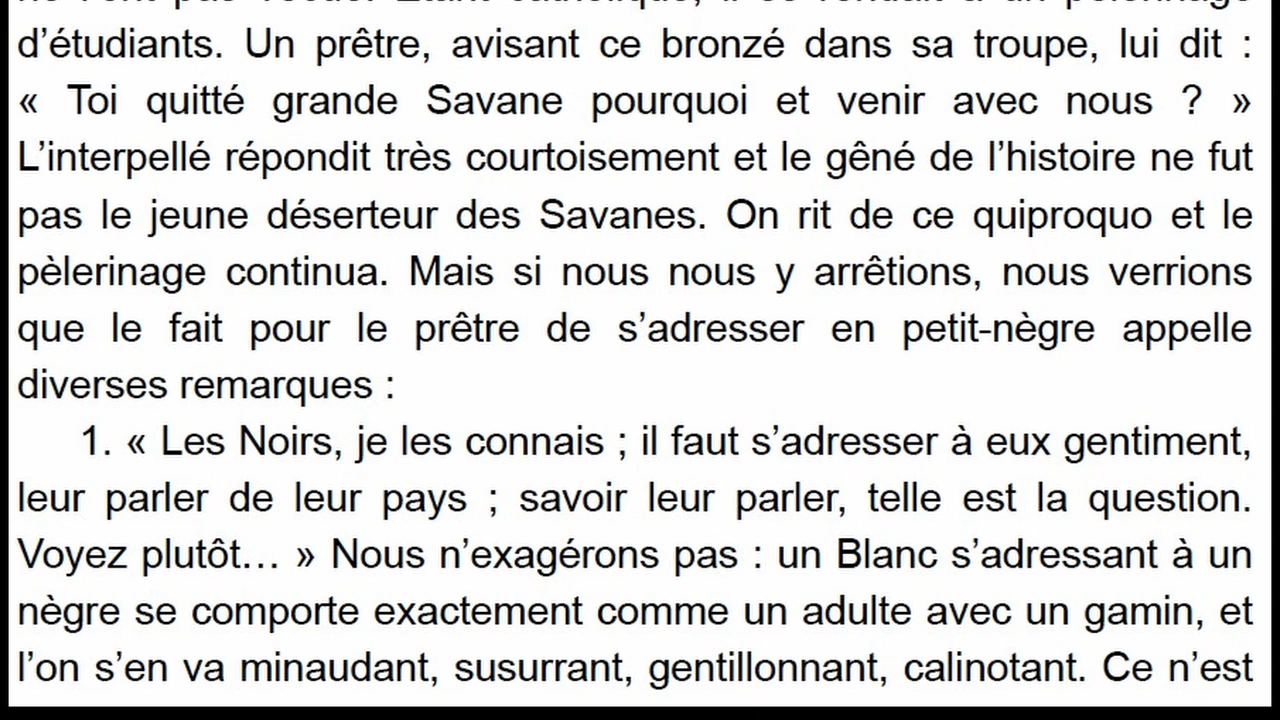 d’étudiants. Un prêtre, avisant ce bronzé dans sa troupe, lui dit :
« Toi quitté grande Savane pourquoi et venir avec nous ? »
L’interpellé répondit très courtoisement et le gêné de l’histoire ne fut
pas le jeune déserteur des Savanes. On rit de ce quiproquo et le
pèlerinage continua. Mais si nous nous y arrêtions, nous verrions
que le fait pour le prêtre de s’adresser en petit-nègre appelle
diverses remarques :
1. « Les Noirs, je les connais ; il faut s’adresser à eux gentiment,
leur parler de leur pays ; savoir leur parler, telle est la question.
Voyez plutôt… » Nous n’exagérons pas : un Blanc s’adressant à un
nègre se comporte exactement comme un adulte avec un gamin, et
l’on s’en va minaudant, susurrant, gentillonnant, calinotant. Ce n’est